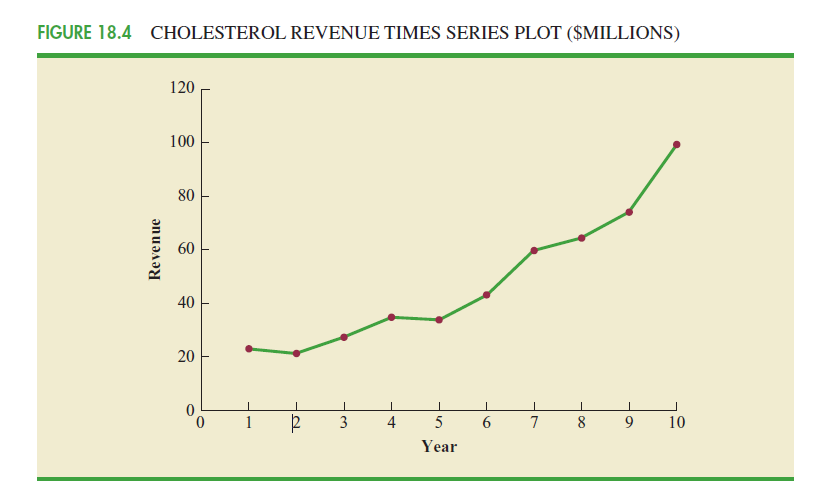 FIGURE 18.4 CHOLESTEROL REVENUE TIMES SERIES PLOT ($MILLIONS)
120
100
80
60
40
20
0
Revenue
0 1 2 3 4 5 6 7 8 9 10
Year